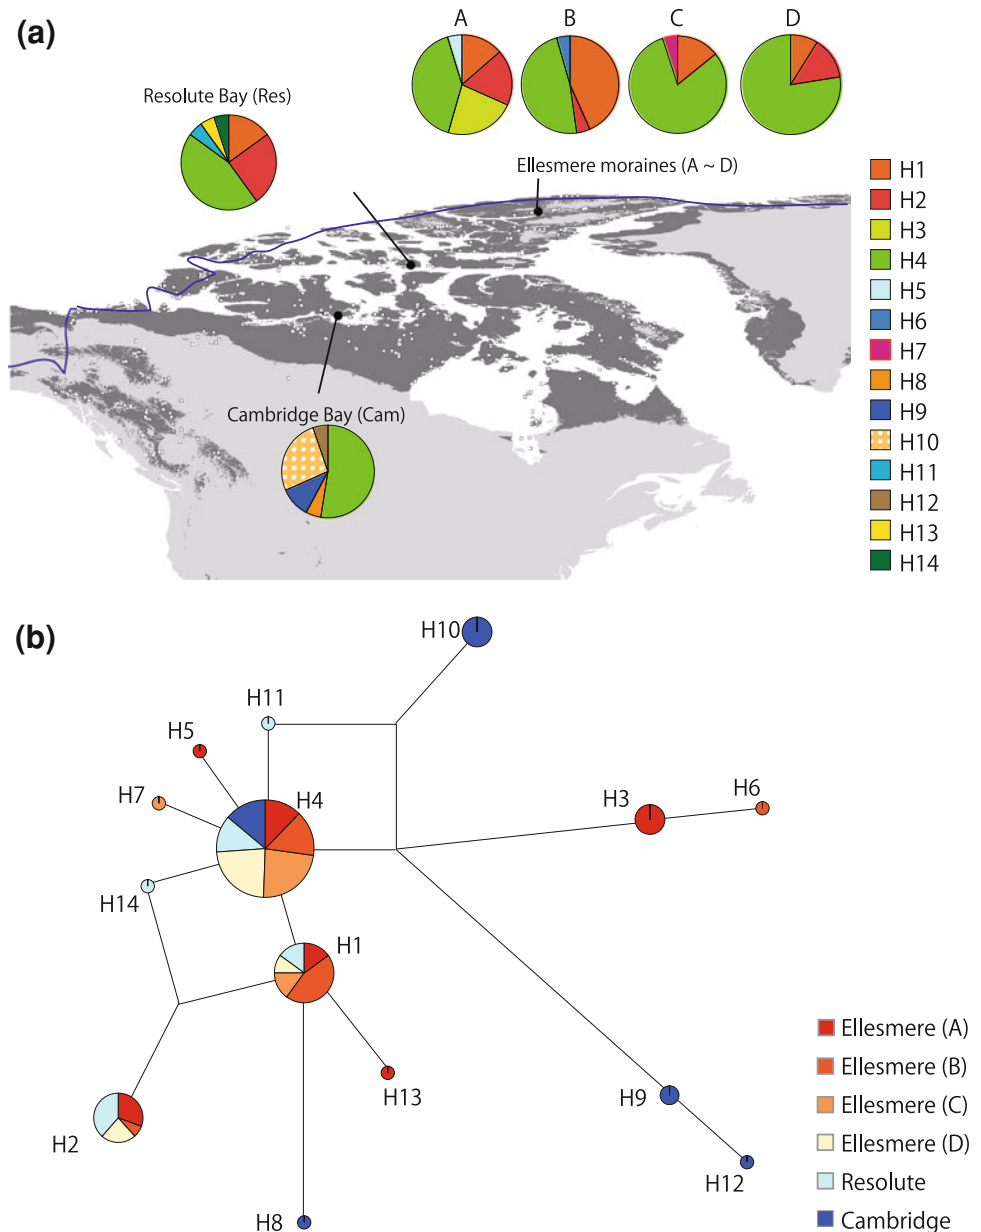 (a)
A B C D
Resolute Bay (Res)
Ellesmere moraines (A ~ D)
Cambridge Bay (Cam)
H1
H2
H3
H4
H5
H6
H7
H8
H9
H10
H11
H12
H13
H14
(b)
H10
H11
H5
H7
H4
H3
H6
H14
H1
H13
H2
H9
H12
H8
Ellesmere (A)
Ellesmere (B)
Ellesmere (C)
Ellesmere (D)
Resolute
Cambridge